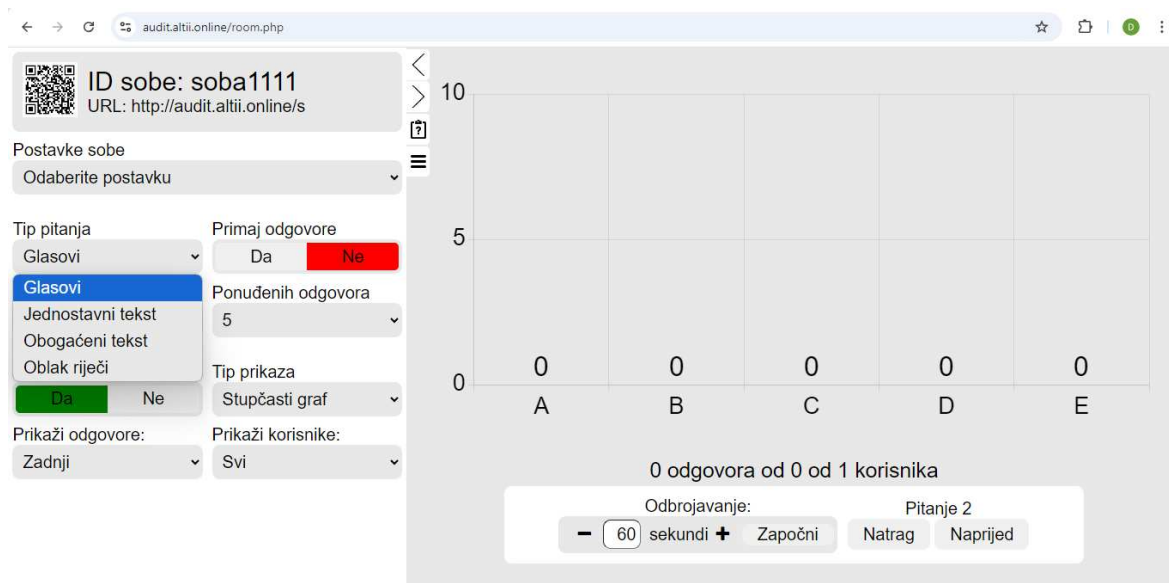 audit.altii.online/room.php
D
ID sobe: soba1111
URL: http://audit.altii.online/s
Postavke sobe
Odaberite postavku
Tip pitanja
Glasovi
Primaj odgovore
Da Ne
Glasovi
Jednostavni tekst
Obogaćeni tekst
Oblak riječi
Ponuđenih odgovora
5
Da Ne
Tip prikaza
Stupčasti graf
Prikaži odgovore:
Zadnji
Prikaži korisnike:
Svi
10
5
0
0 0 0 0 0
A B C D E
0 odgovora od 0 od 1 korisnika
Odbrojavanje:
60 sekundi Započni
Pitanje 2
Natrag Naprijed